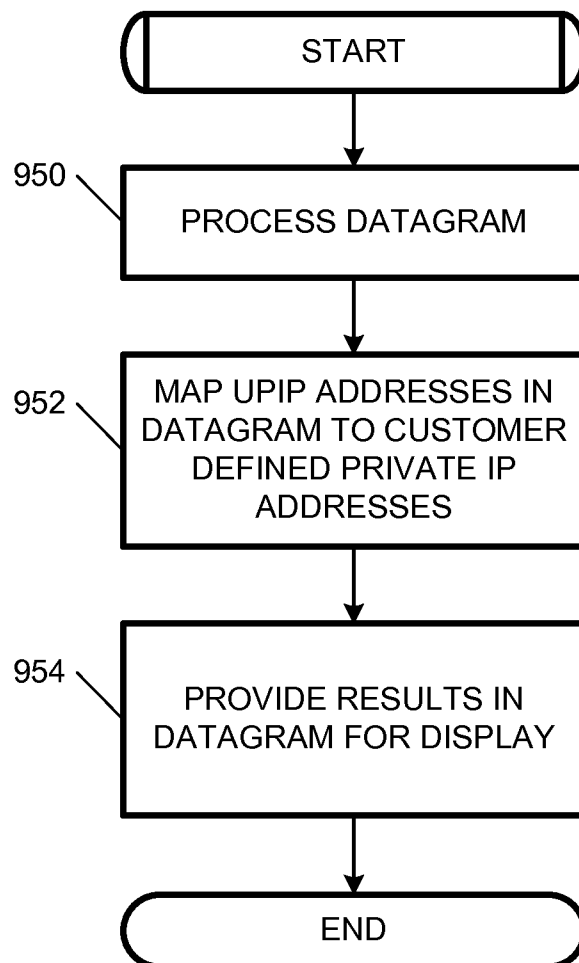 START
950
PROCESS DATAGRAM
952
MAP UPIP ADDRESSES IN
DATAGRAM TO CUSTOMER
DEFINED PRIVATE IP
ADDRESSES
954
PROVIDE RESULTS IN
DATAGRAM FOR DISPLAY
END